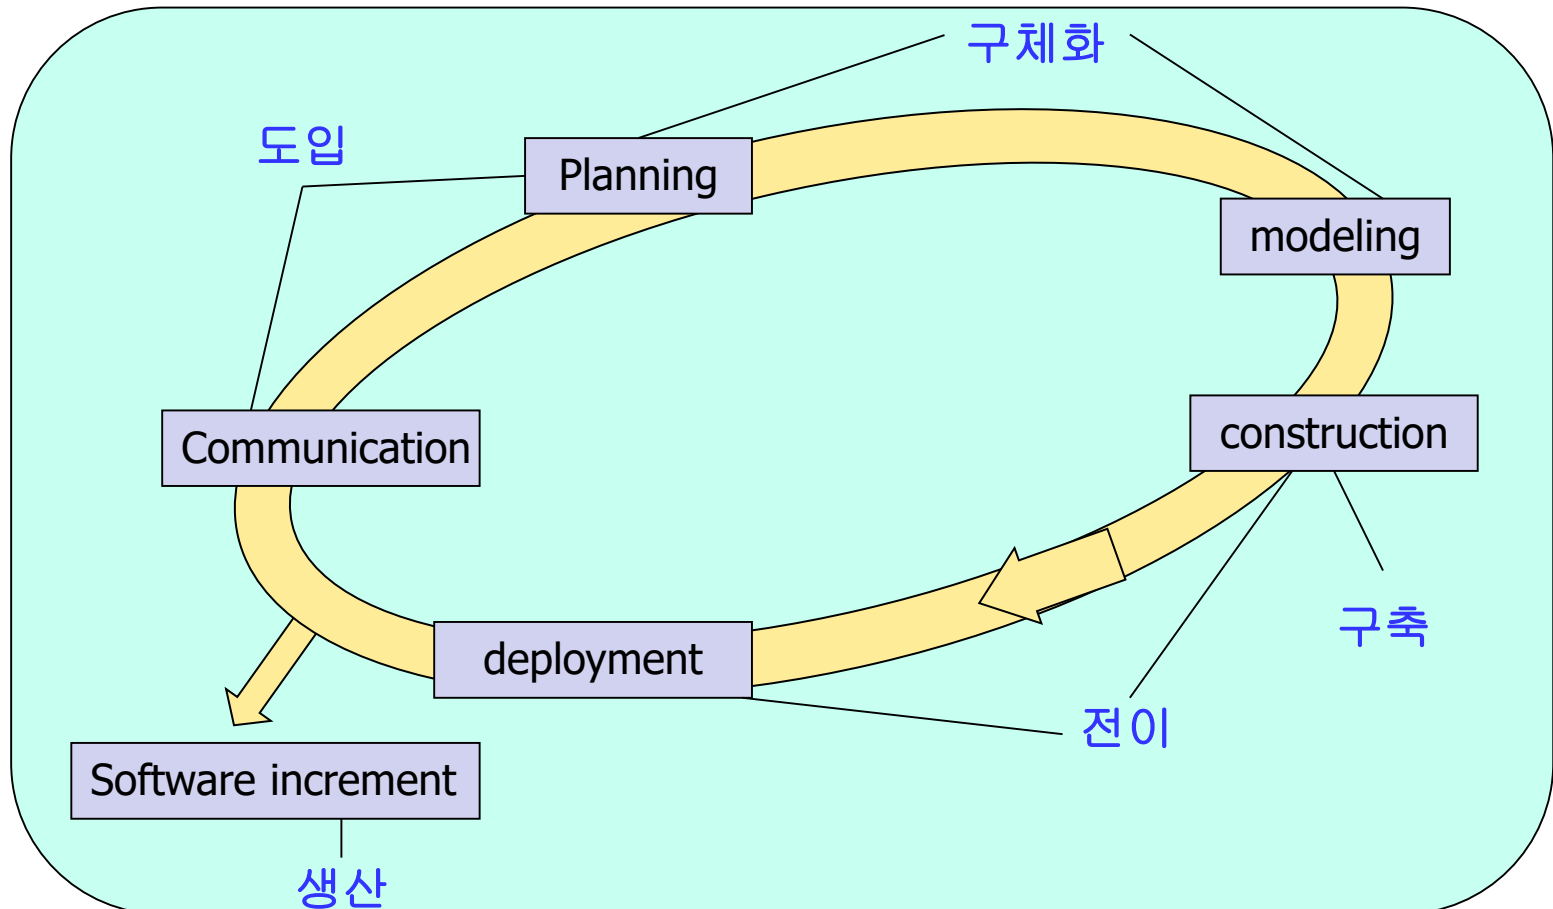 구체화
도입
Planning
modeling
Communication
construction
구축
deployment
전이
Software increment
생산